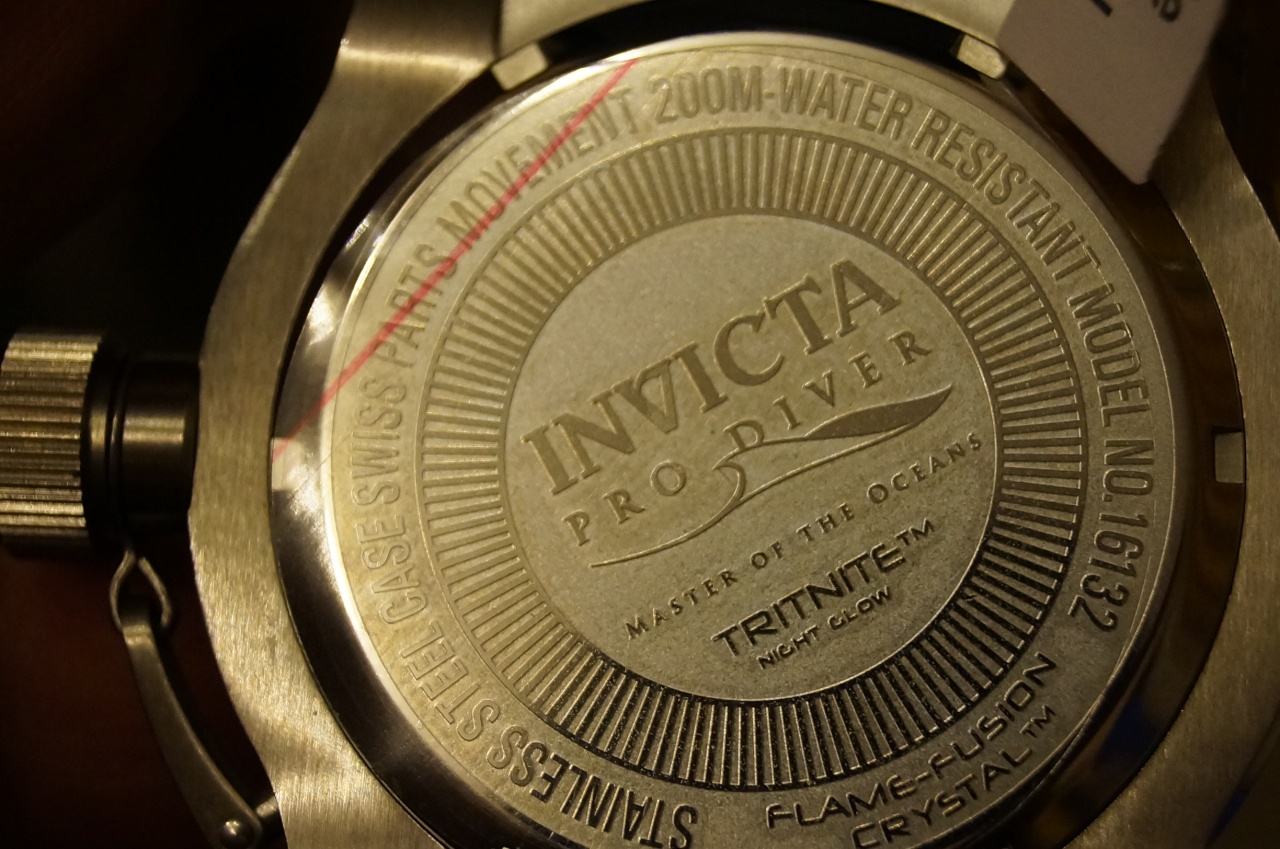 STAINLESS STEEL CASE SWISS PARTS MOVEMENT 200M-WATER RESISTANT MODEL NO.16132
FLAME-FUSION
CRYSTAL™
INVICTA
PRO DIVER
MASTER OF THE OCEANS
TRITNITE™
NIGHT GLOW